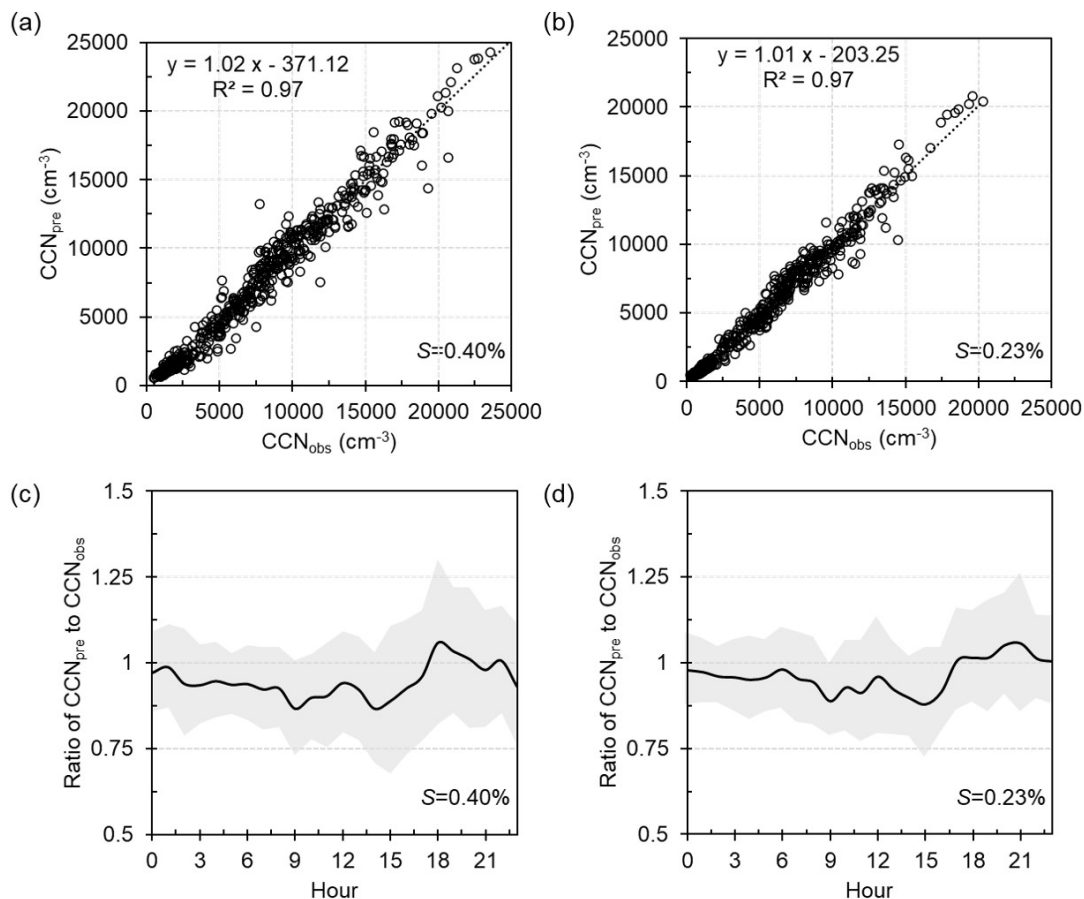 (a)
25000
20000
15000
10000
5000
0
CCNpre (cm-3)
y = 1.02 x - 371.12
R² = 0.97
S=0.40%
0 5000 10000 15000 20000 25000
CCNobs (cm-3)
(b)
25000
20000
15000
10000
5000
0
CCNpre (cm-3)
y = 1.01 x - 203.25
R² = 0.97
S=0.23%
0 5000 10000 15000 20000 25000
CCNobs (cm-3)
(c)
1.5
1.25
1
0.75
0.5
Ratio of CCNpre to CCNobs
S=0.40%
0 3 6 9 12 15 18 21
Hour
(d)
1.5
1.25
1
0.75
0.5
Ratio of CCNpre to CCNobs
S=0.23%
0 3 6 9 12 15 18 21
Hour